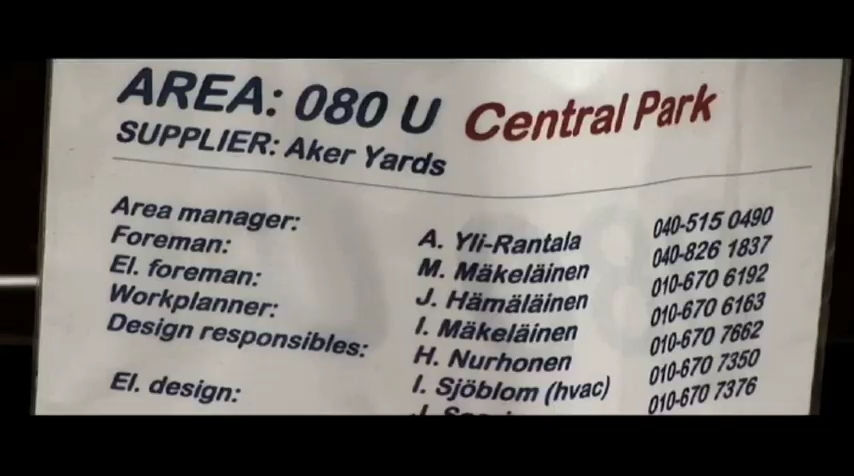 AREA: 080 U Central Park
SUPPLIER: Aker Yards
Area manager: A. Yli-Rantala 040-515 0490
Foreman: M. Mäkeläinen 040-826 1837
El. foreman: J. Hämäläinen 010-670 6192
Workplanner: I. Mäkeläinen 010-670 6163
Design responsibles: H. Nurhonen 010-670 7662
I. Sjöblom (hvac) 010-670 7350
El. design: J. 010-670 7376